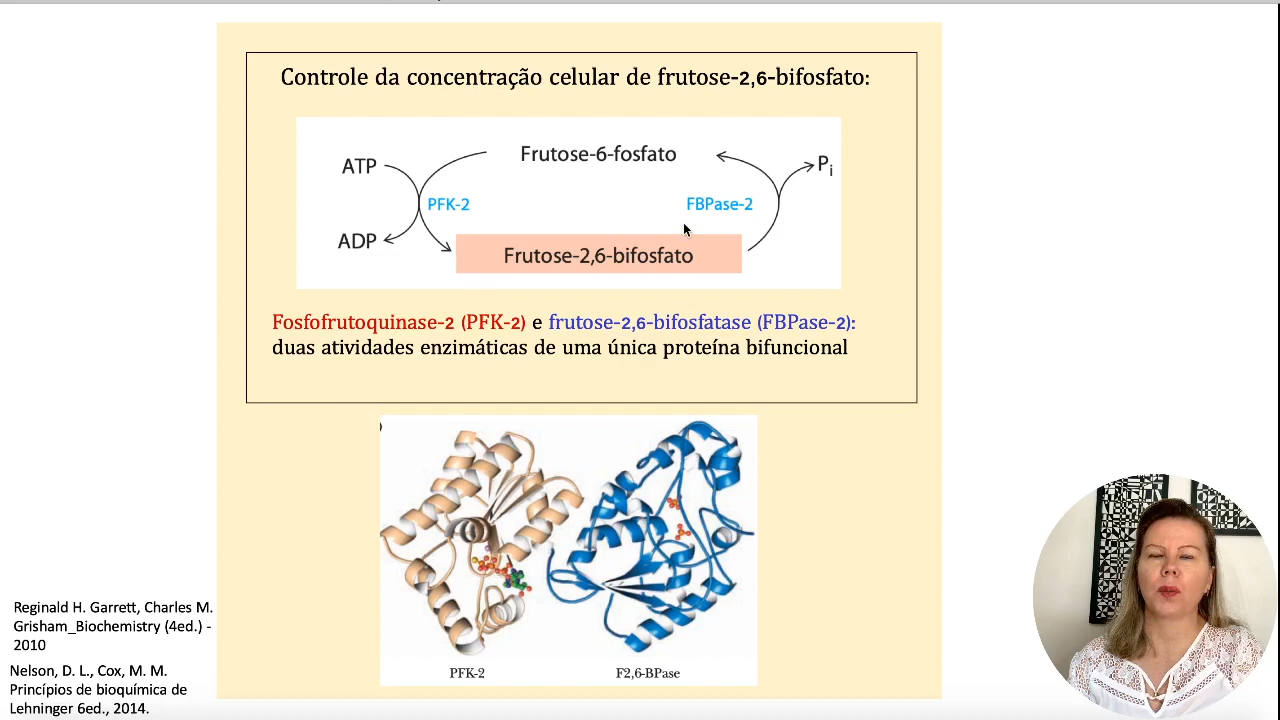 Controle da concentração celular de frutose-2,6-bifosfato:
ATP
Frutose-6-fosfato
Pi
PFK-2
FBPase-2
ADP
Frutose-2,6-bifosfato
Fosfofrutoquinase-2 (PFK-2) e frutose-2,6-bifosfatase (FBPase-2):
duas atividades enzimáticas de uma única proteína bifuncional
)
PFK-2
F2,6-BPase
Reginald H. Garrett, Charles M.
Grisham_Biochemistry (4ed.) -
2010
Nelson, D. L., Cox, M. M.
Princípios de bioquímica de
Lehninger 6ed., 2014.